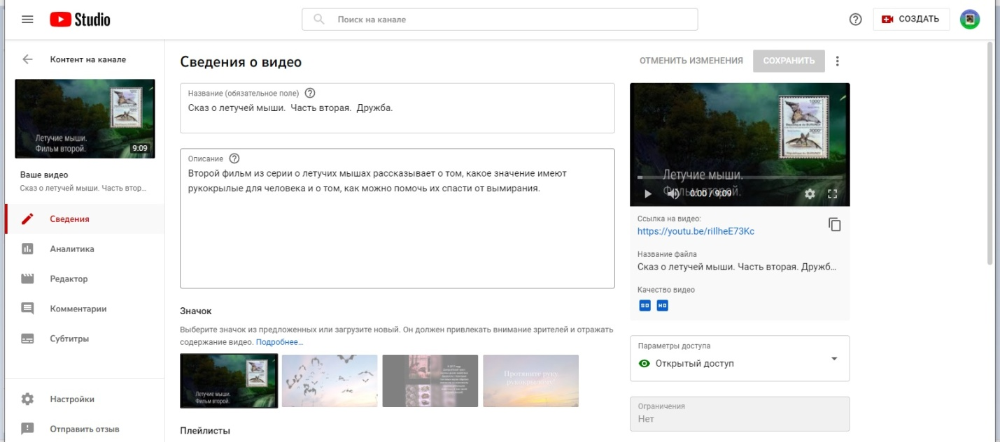 Studio
Поиск на канале
СОЗДАТЬ
Контент на канале
Летучие мыши.
Фильм второй.
9:09
Ваше видео
Сказ о летучей мыши. Часть втор...
Сведения
Аналитика
Редактор
Комментарии
Субтитры
Настройки
Отправить отзыв
Сведения о видео
ОТМЕНИТЬ ИЗМЕНЕНИЯ
СОХРАНИТЬ
Название (обязательное поле)
Сказ о летучей мыши. Часть вторая. Дружба.
Описание
Второй фильм из серии о летучих мышах рассказывает о том, какое значение имеют
рукокрылые для человека и о том, как можно помочь их спасти от вымирания.
Значок
Выберите значок из предложенных или загрузите новый. Он должен привлекать внимание зрителей и отражать
содержание видео. Подробнее...
Летучие мыши.
Фильм второй.
Протяните руку
рукокрылому!
Плейлисты
1000F
3000F
Летучие мыши.
Фильм второй.
0:00 / 9:09
Ссылка на видео:
https://youtu.be/riIlheE73Kc
Название файла
Сказ о летучей мыши. Часть вторая. Дружб...
Качество видео
SD HD
Параметры доступа
Открытый доступ
Ограничения
Нет